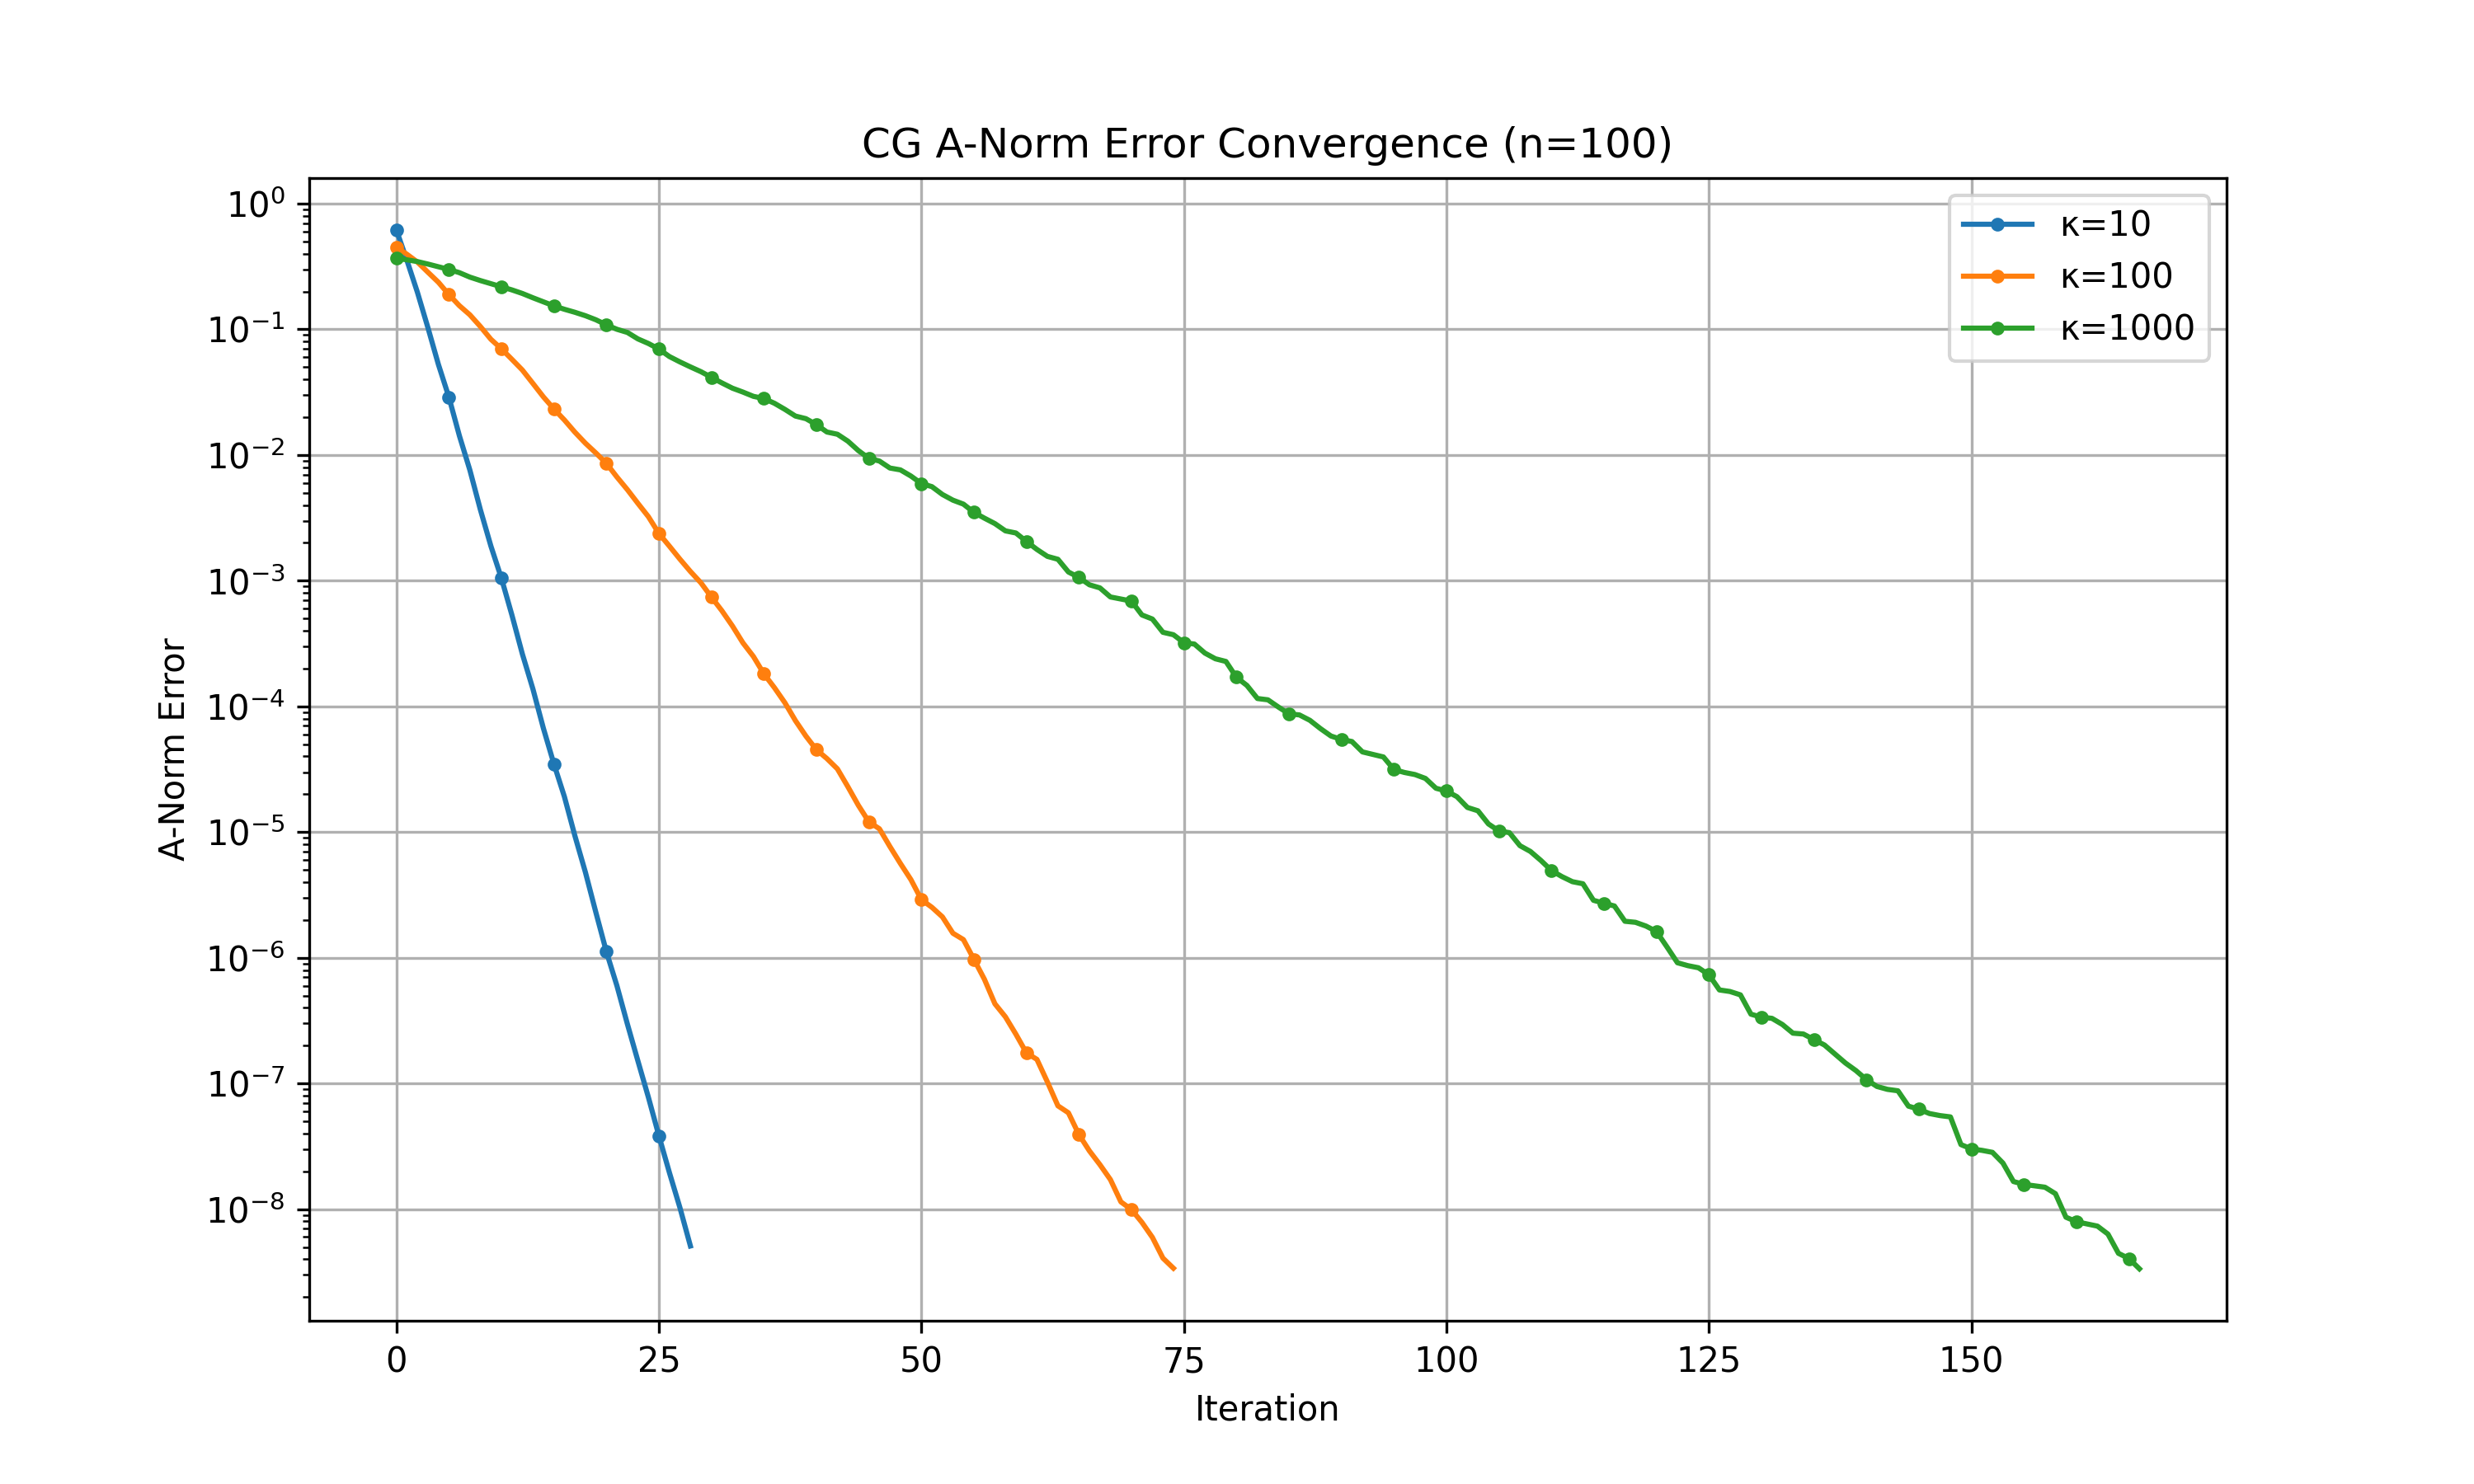 CG A-Norm Error Convergence (n=100)
κ=10
κ=100
κ=1000
A-Norm Error
10⁰
10⁻¹
10⁻²
10⁻³
10⁻⁴
10⁻⁵
10⁻⁶
10⁻⁷
10⁻⁸
0 25 50 75 100 125 150
Iteration